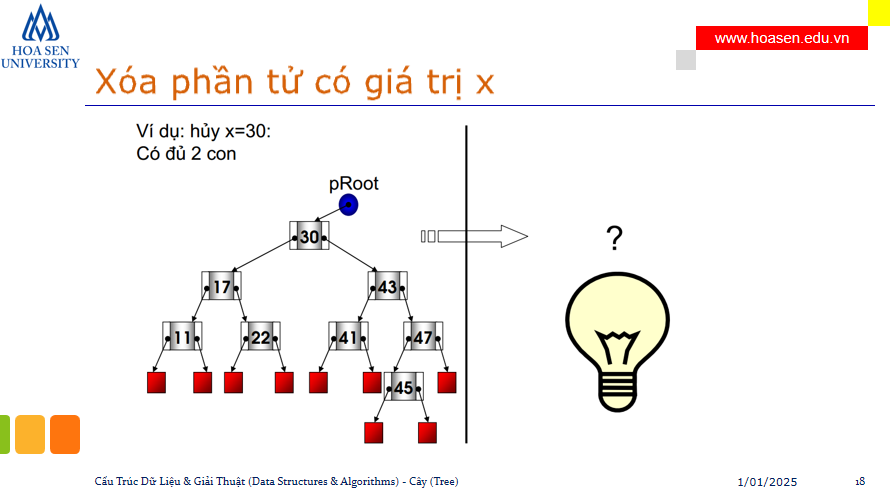 HOA SEN
UNIVERSITY
www.hoasen.edu.vn
Xóa phần tử có giá trị x
Ví dụ: hủy x=30:
Có đủ 2 con
pRoot
30
?
17
43
11
22
41
47
45
Cấu Trúc Dữ Liệu & Giải Thuật (Data Structures & Algorithms) - Cây (Tree)
1/01/2025
18